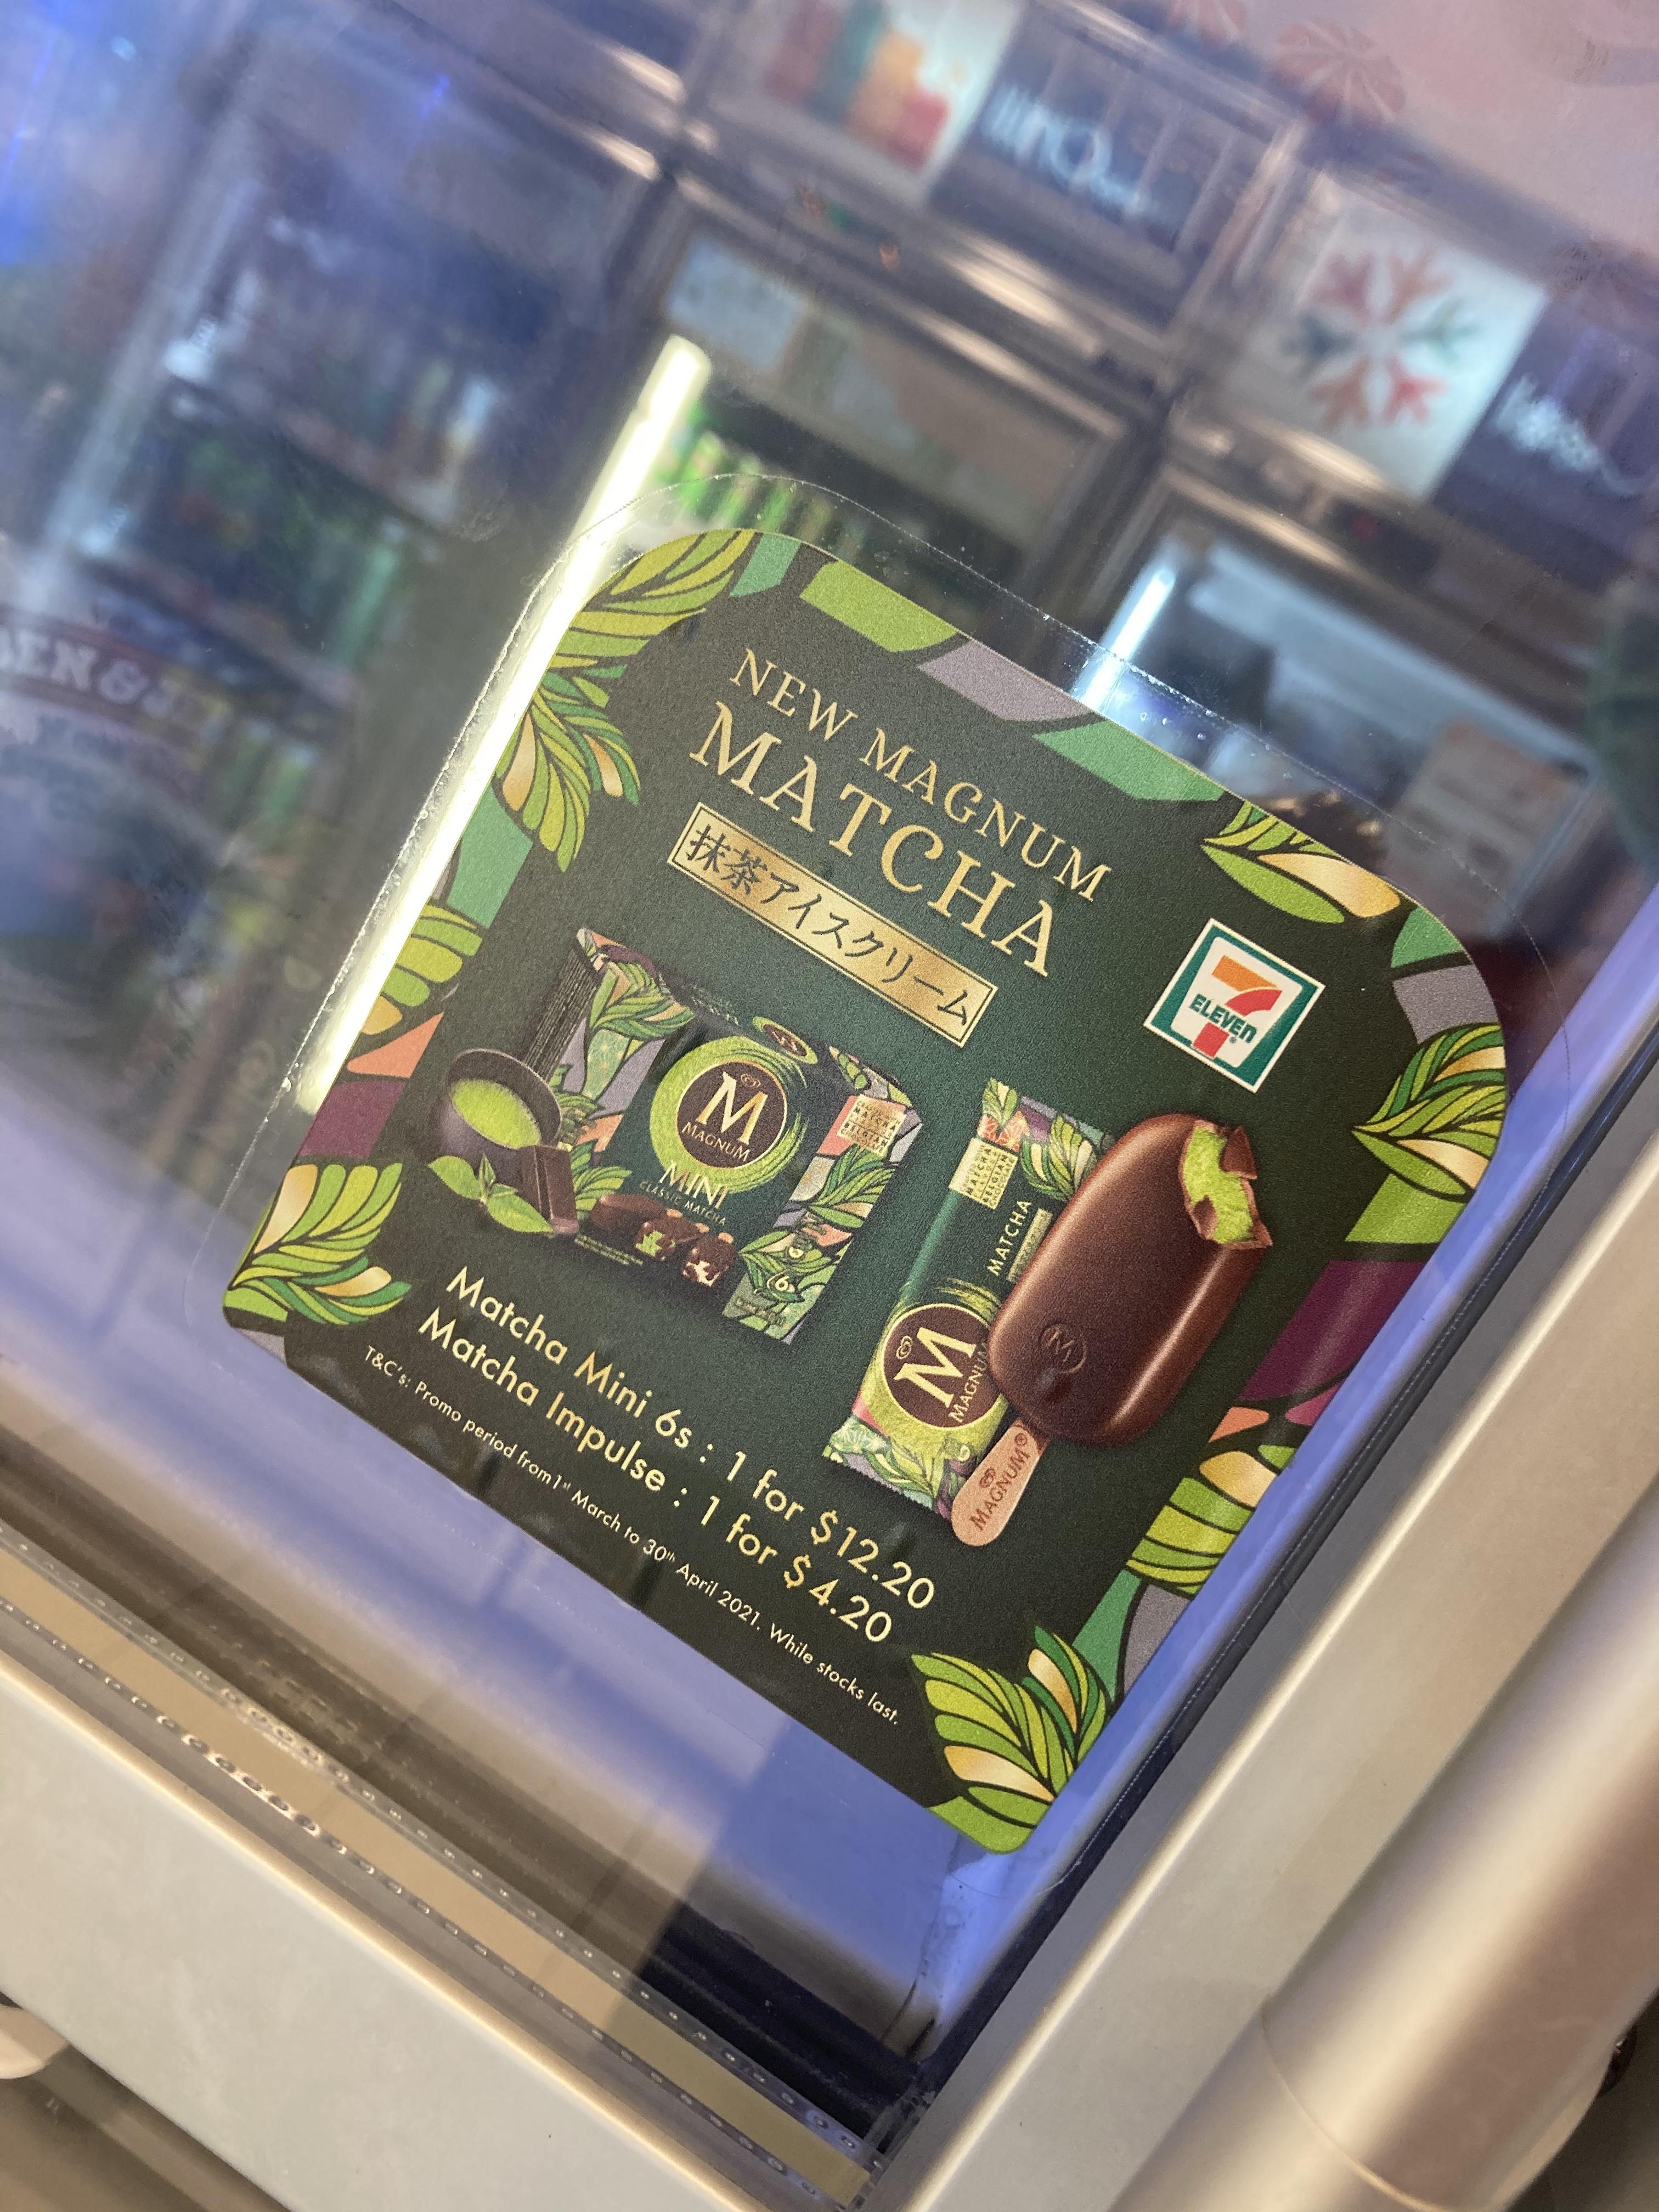 NEW MAGNUM
MATCHA
抹茶アイスクリーム
7
ELEVEN
M
MAGNUM
MINI
CLASSIC MATCHA
6x
MATCHA
M
MAGNUM
M
MAGNUM
Matcha Mini 6s : 1 for $12.20
Matcha Impulse : 1 for $4.20
T&C's: Promo period from 1st March to 30th April 2021. While stocks last.